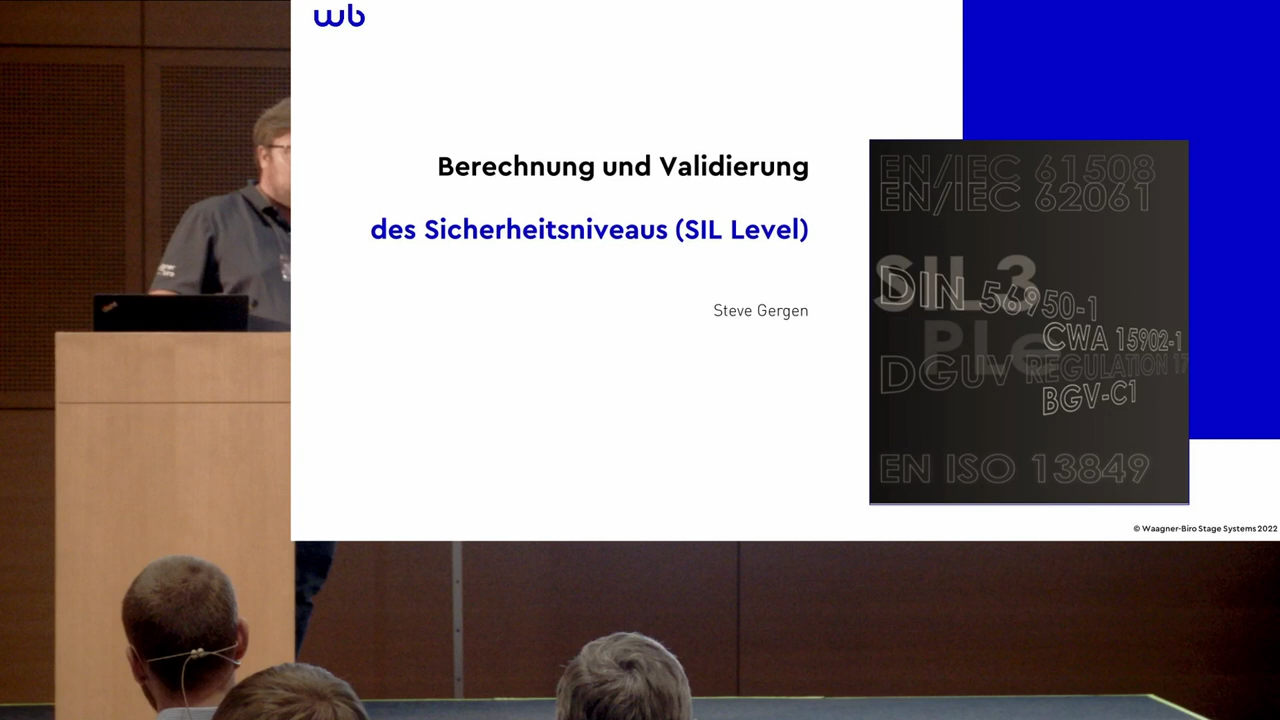 wb
Berechnung und Validierung
des Sicherheitsniveaus (SIL Level)
Steve Gergen
EN/IEC 61508
EN/IEC 62061
SIL 3
DIN 56950-1
CWA 15902-1
PLe
DGUV REGULATION 17
BGV-C1
EN ISO 13849
© Waagner-Biro Stage Systems 2022